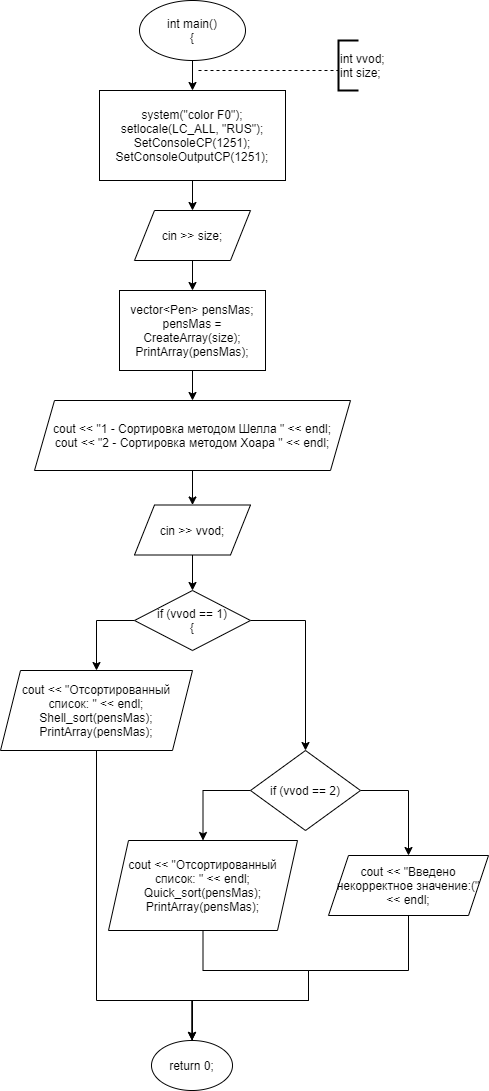 int main()
{
int vvod;
int size;
system("color F0");
setlocale(LC_ALL, "RUS");
SetConsoleCP(1251);
SetConsoleOutputCP(1251);
cin >> size;
vector<Pen> pensMas;
pensMas =
CreateArray(size);
PrintArray(pensMas);
cout << "1 - Сортировка методом Шелла " << endl;
cout << "2 - Сортировка методом Хоара " << endl;
cin >> vvod;
if (vvod == 1)
{
cout << "Отсортированный
список: " << endl;
Shell_sort(pensMas);
PrintArray(pensMas);
if (vvod == 2)
cout << "Отсортированный
список: " << endl;
Quick_sort(pensMas);
PrintArray(pensMas);
cout << "Введено
некорректное значение:("
<< endl;
return 0;